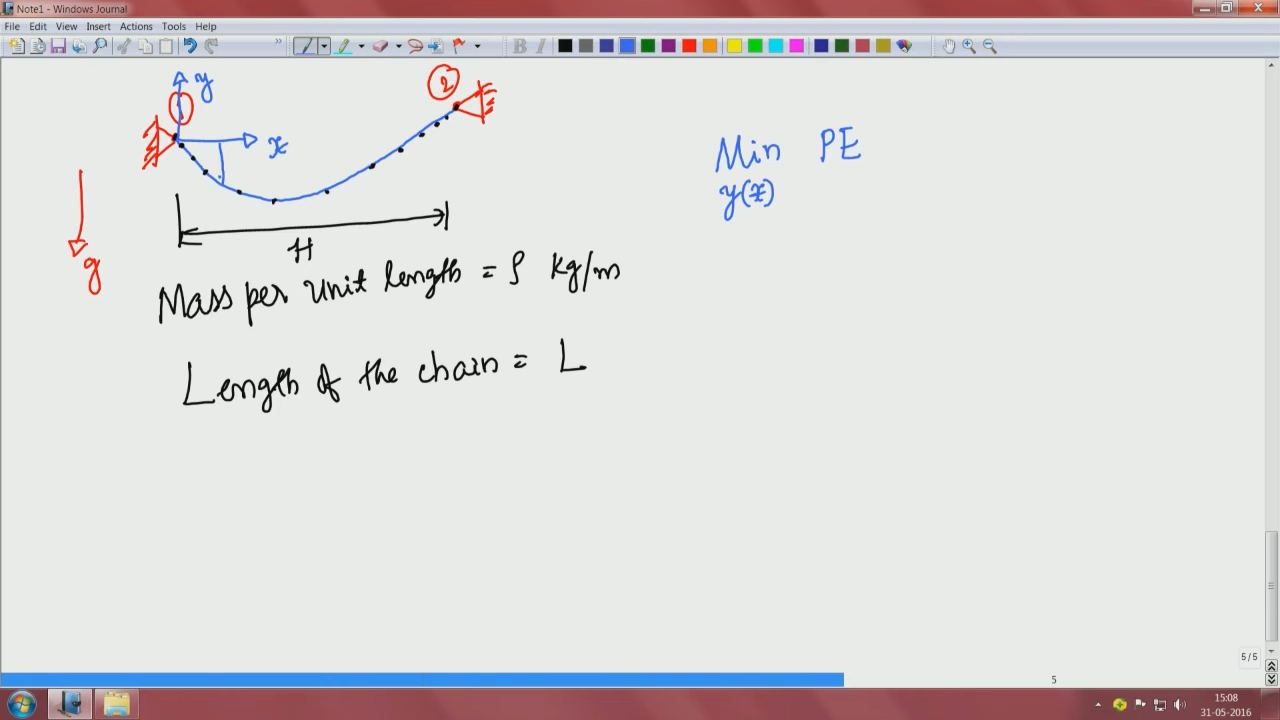 Note1 - Windows Journal
File Edit View Insert Actions Tools Help
y
1
2
x
g
H
Min PE
y(x)
Mass per unit length = ρ kg/m
Length of the chain = L
5/5
5
15:08
31-05-2016